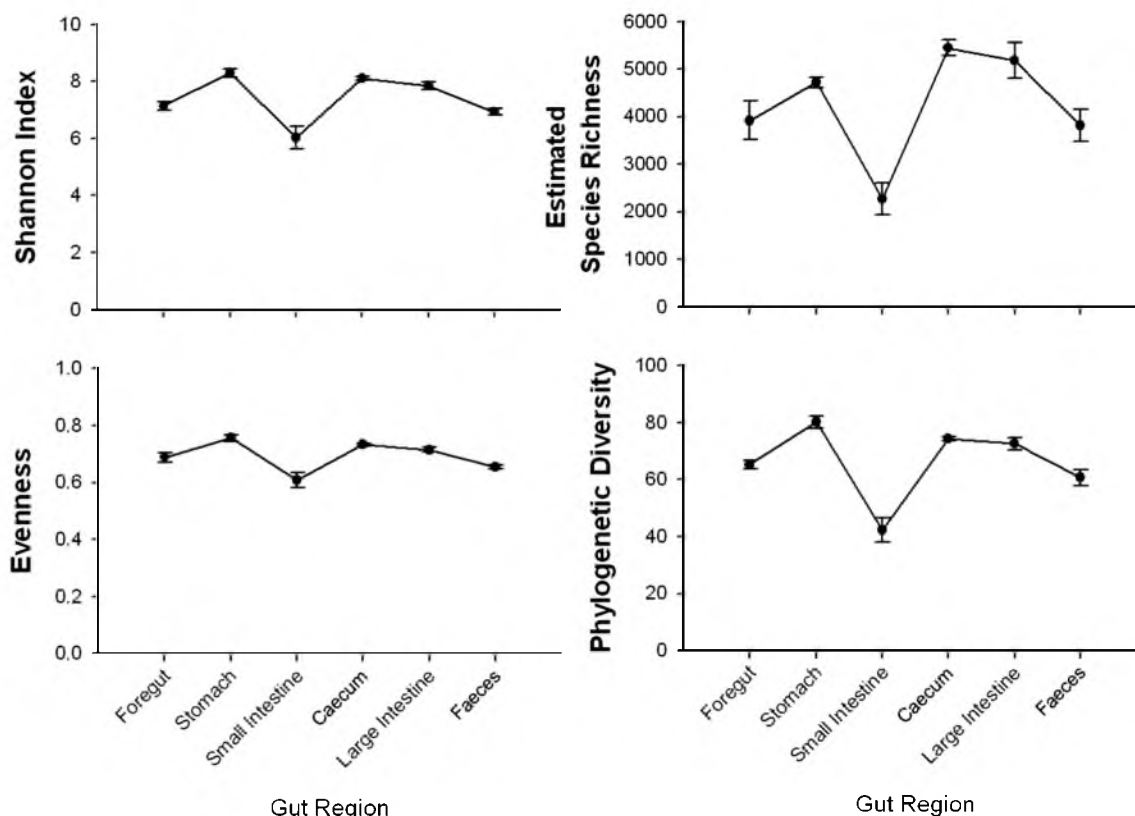 Shannon Index
10
8
6
4
2
0
Estimated
Species Richness
6000
5000
4000
3000
2000
1000
0
Evenness
1.0
0.8
0.6
0.4
0.2
0.0
Foregut
Stomach
Small Intestine
Caecum
Large Intestine
Faeces
Gut Region
Phylogenetic Diversity
100
80
60
40
20
0
Foregut
Stomach
Small Intestine
Caecum
Large Intestine
Faeces
Gut Region